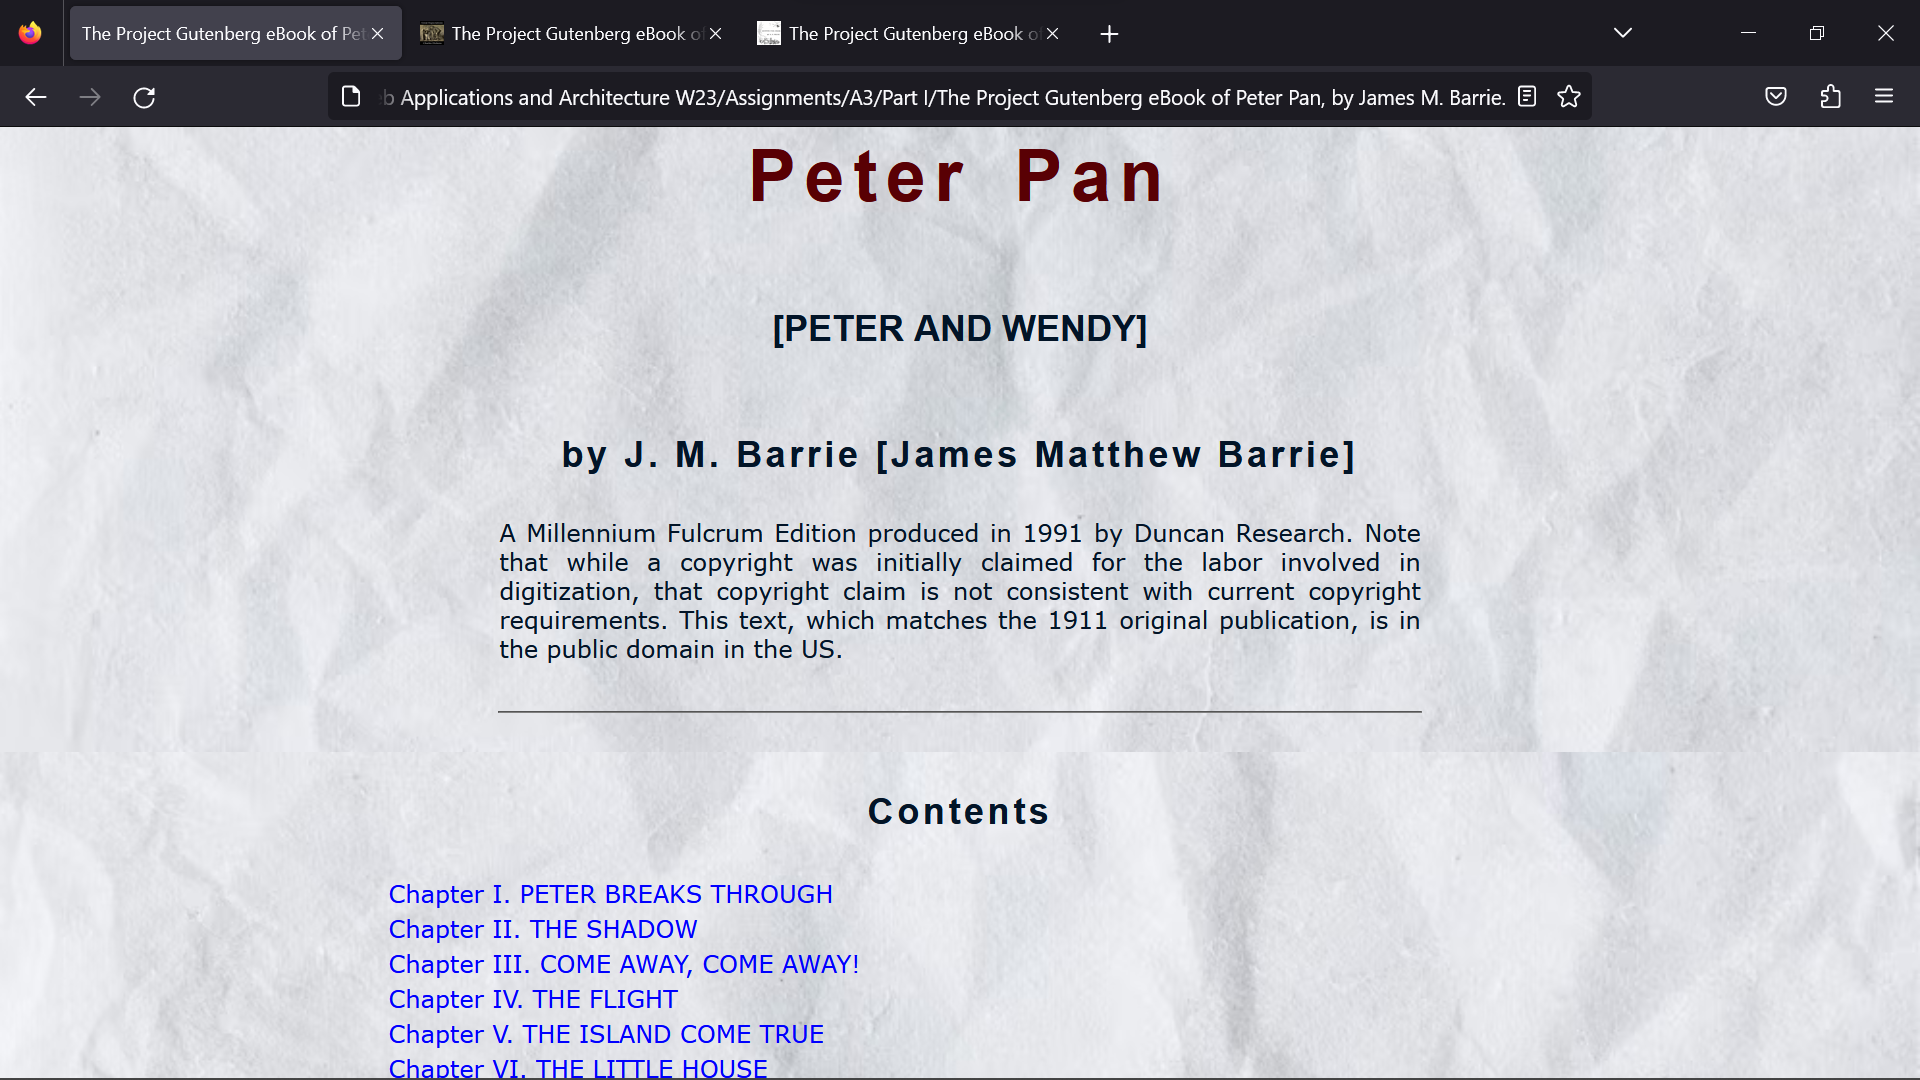 The Project Gutenberg eBook of Pet
The Project Gutenberg eBook of
The Project Gutenberg eBook of
b Applications and Architecture W23/Assignments/A3/Part I/The Project Gutenberg eBook of Peter Pan, by James M. Barrie.
Peter Pan
[PETER AND WENDY]
by J. M. Barrie [James Matthew Barrie]
A Millennium Fulcrum Edition produced in 1991 by Duncan Research. Note
that while a copyright was initially claimed for the labor involved in
digitization, that copyright claim is not consistent with current copyright
requirements. This text, which matches the 1911 original publication, is in
the public domain in the US.
Contents
Chapter I. PETER BREAKS THROUGH
Chapter II. THE SHADOW
Chapter III. COME AWAY, COME AWAY!
Chapter IV. THE FLIGHT
Chapter V. THE ISLAND COME TRUE
Chapter VI. THE LITTLE HOUSE